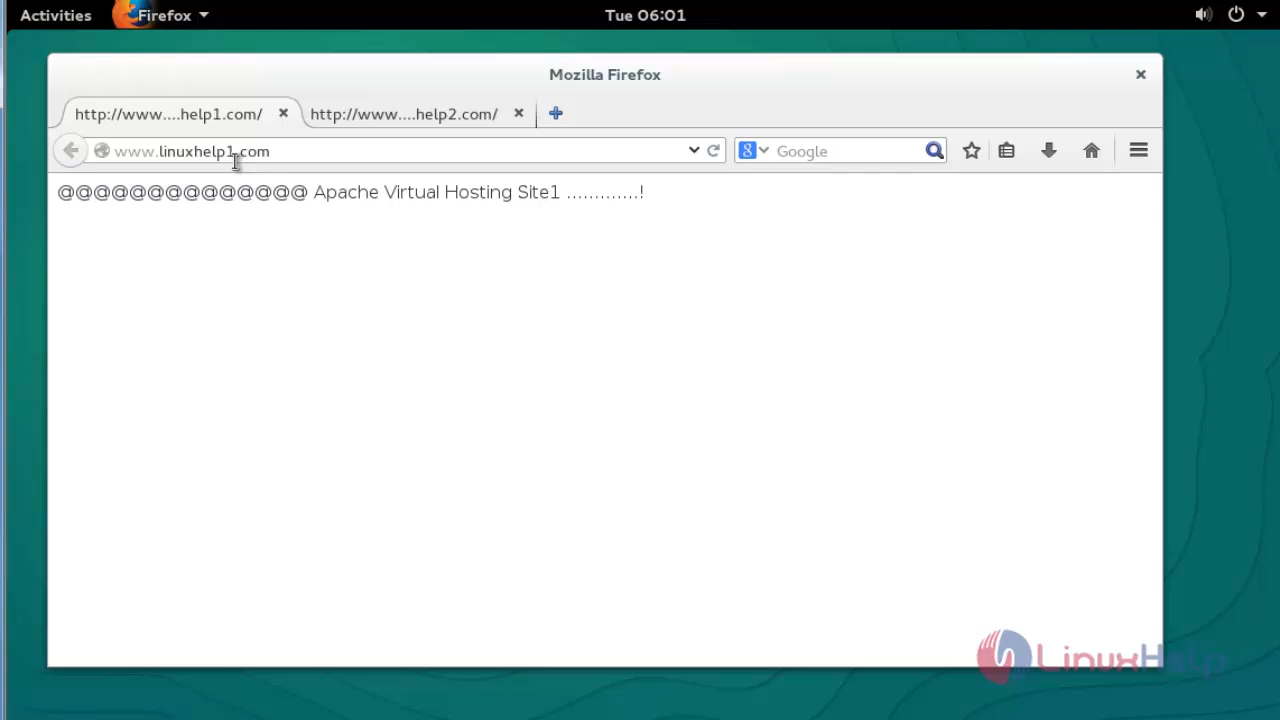 Activities Firefox Tue 06:01
Mozilla Firefox
http://www....help1.com/ http://www....help2.com/
www.linuxhelp1.com Google
@@@@@@@@@@@@@@ Apache Virtual Hosting Site1 .............!
LinuxHelp